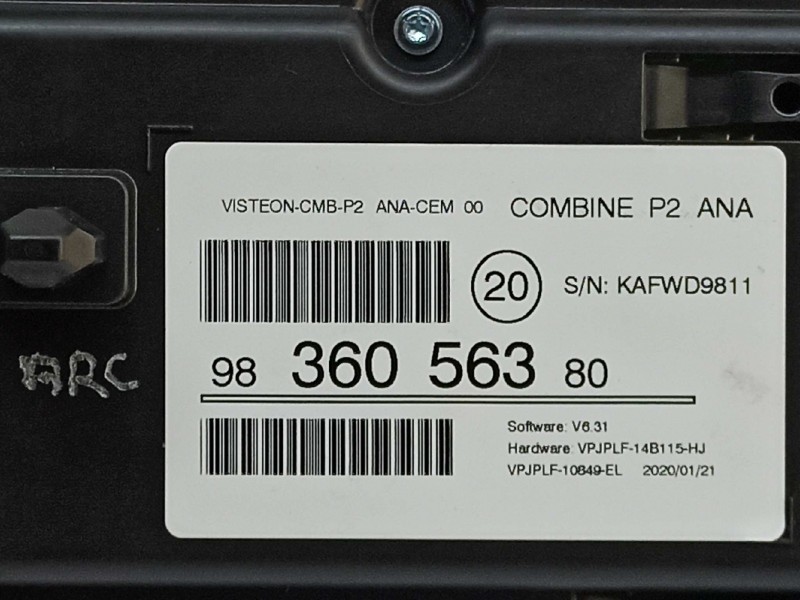 VISTEON-CMB-P2 ANA-CEM 00 COMBINE P2 ANA
20 S/N: KAFWD9811
98 360 563 80
ARC
Software: V6.31
Hardware: VPJPLF-14B115-HJ
VPJPLF-10849-EL 2020/01/21